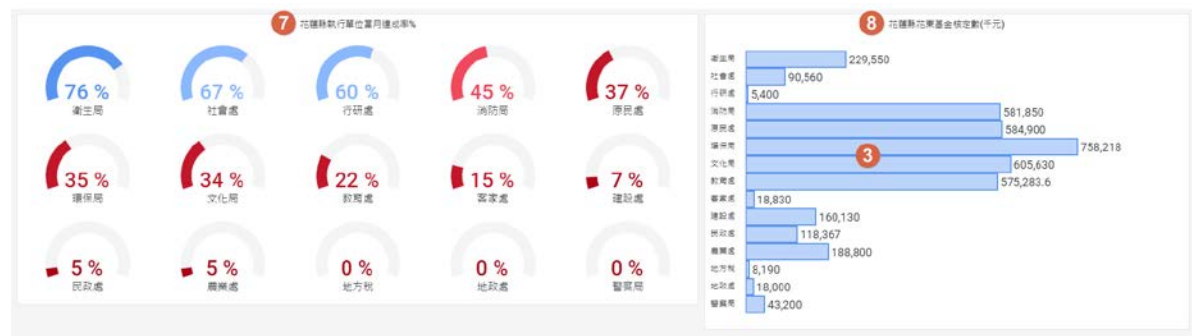 7 花蓮縣執行單位當月達成率%
76 %
衛生局
67 %
社會處
60 %
行研處
45 %
消防局
37 %
原民處
35 %
環保局
34 %
文化局
22 %
教育處
15 %
客家處
7 %
建設處
5 %
民政處
5 %
農業處
0 %
地方稅
0 %
地政處
0 %
警察局
8 花蓮縣花東基金核定數(千元)
衛生局 229,550
社會處 90,560
行研處 5,400
消防局 581,850
原民處 584,900
環保局 758,218
3
文化局 605,630
教育處 575,283.6
客家處 18,830
建設處 160,130
民政處 118,367
農業處 188,800
地方稅 8,190
地政處 18,000
警察局 43,200